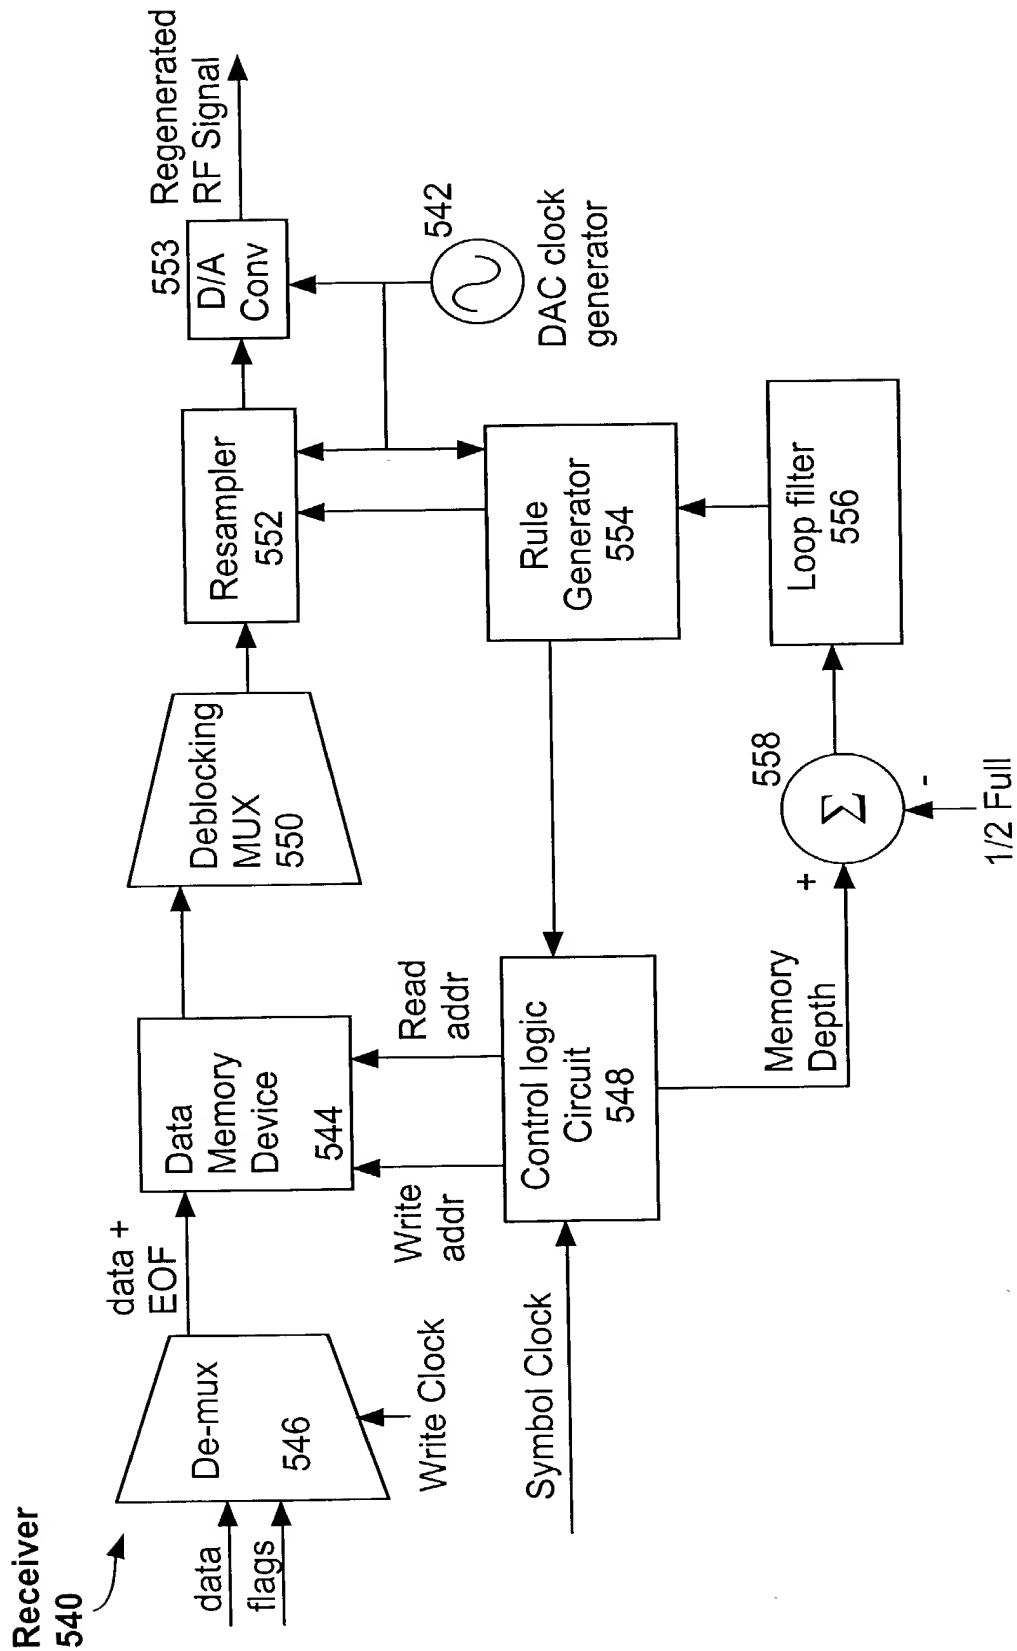 Receiver
540
data
flags
De-mux
546
Write Clock
data +
EOF
Data
Memory
Device
544
Write
addr
Read
addr
Symbol Clock
Control logic
Circuit
548
Memory
Depth
Deblocking
MUX
550
Resampler
552
553
D/A
Conv
Regenerated
RF Signal
542
DAC clock
generator
Rule
Generator
554
Loop filter
556
558
Σ
+
-
1/2 Full